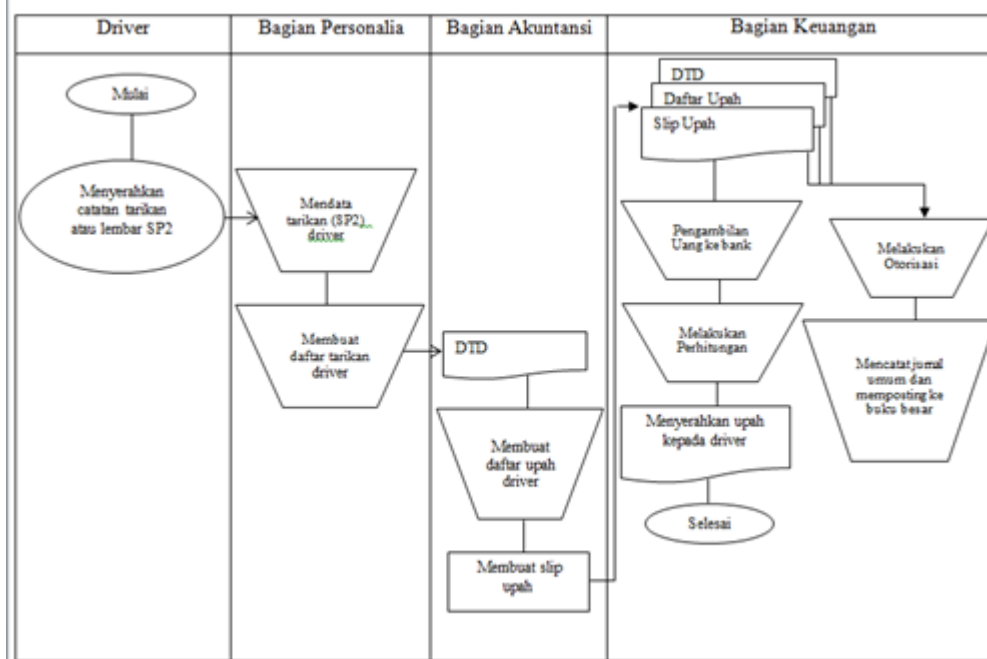 Driver
Bagian Personalia
Bagian Akuntansi
Bagian Keuangan
Mulai
Menyerahkan
catatan tarikan
atau lembar SP2
Mendata
tarikan (SP2)
driver
Membuat
daftar tarikan
driver
DTD
Membuat
daftar upah
driver
Membuat slip
upah
DTD
Daftar Upah
Slip Upah
Pengambilan
Uang ke bank
Melakukan
Perhitungan
Menyerahkan upah
kepada driver
Selesai
Melakukan
Otorisasi
Mencatat jurnal
umum dan
memposting ke
buku besar